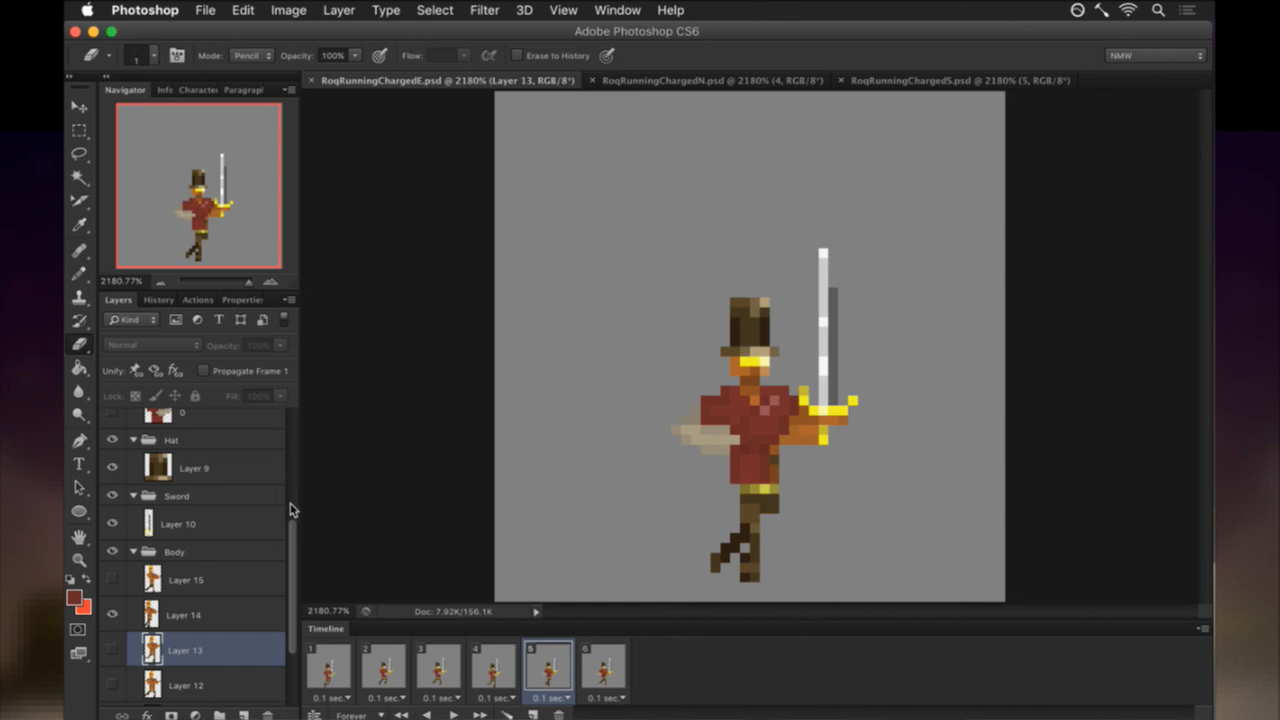 Photoshop File Edit Image Layer Type Select Filter 3D View Window Help
Adobe Photoshop CS6
1 Mode: Pencil Opacity: 100% Flow: Erase to History NMW
RoqRunningChargedE.psd @ 2180% (Layer 13, RGB/8*) RoqRunningChargedN.psd @ 2180% (4, RGB/8*) RoqRunningChargedS.psd @ 2180% (5, RGB/8*)
Navigator Info Character Paragraph
2180.77%
Layers History Actions Properties
Kind
Normal Opacity: 100%
Unify: Propagate Frame 1
Lock: Fill: 100%
0
Hat
Layer 9
Sword
Layer 10
Body
Layer 15
Layer 14
Layer 13
Layer 12
2180.77% Doc: 7.92K/156.1K
Timeline
1 2 3 4 5 6
0.1 sec. 0.1 sec. 0.1 sec. 0.1 sec. 0.1 sec. 0.1 sec.
Forever